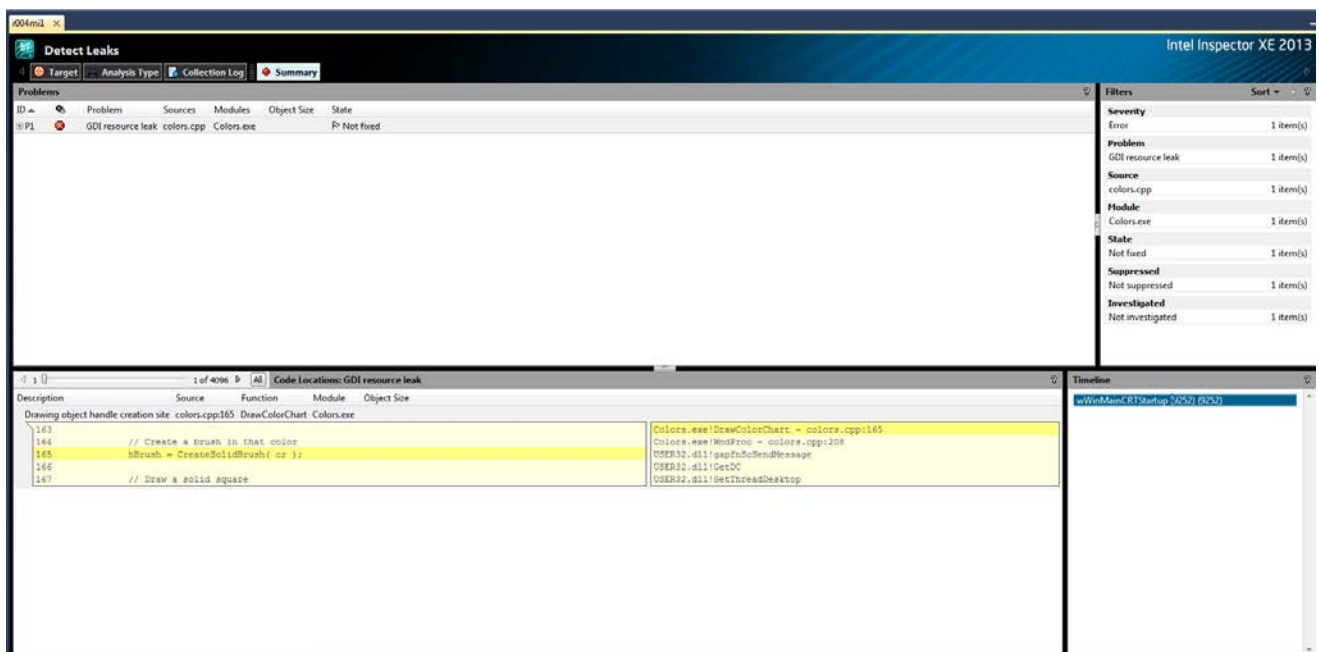 r004mi1
Detect Leaks
Intel Inspector XE 2013
Target Analysis Type Collection Log Summary
Problems
ID Problem Sources Modules Object Size State
P1 GDI resource leak colors.cpp Colors.exe Not fixed
Filters Sort
Severity
Error 1 item(s)
Problem
GDI resource leak 1 item(s)
Source
colors.cpp 1 item(s)
Module
Colors.exe 1 item(s)
State
Not fixed 1 item(s)
Suppressed
Not suppressed 1 item(s)
Investigated
Not investigated 1 item(s)
1 1 of 4096 All Code Locations: GDI resource leak
Description Source Function Module Object Size
Drawing object handle creation site colors.cpp:165 DrawColorChart Colors.exe
163
164 // Create a brush in that color
165 hBrush = CreateSolidBrush( cr );
166
167 // Draw a solid square
Colors.exe!DrawColorChart - colors.cpp:165
Colors.exe!WndProc - colors.cpp:208
USER32.dll!gapfnScSendMessage
USER32.dll!GetDC
USER32.dll!GetThreadDesktop
Timeline
wWinMainCRTStartup (9252) (9252)